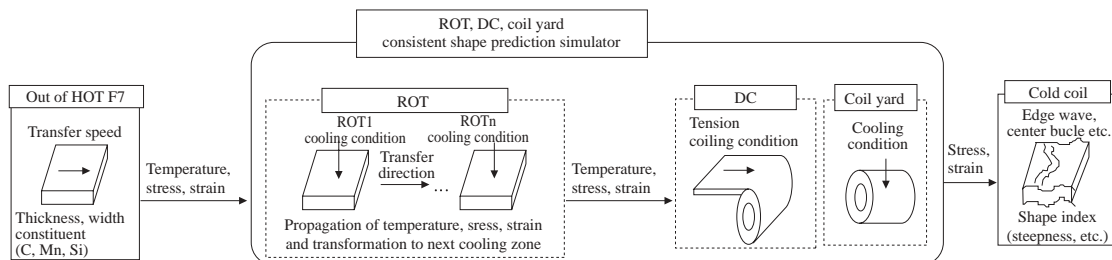 ROT, DC, coil yard
consistent shape prediction simulator
Out of HOT F7
Transfer speed
Thickness, width
constituent
(C, Mn, Si)
Temperature,
stress, strain
ROT
ROT1
cooling condition
ROTn
cooling condition
Transfer
direction
...
Propagation of temperature, sress, strain
and transformation to next cooling zone
Temperature,
stress, strain
DC
Tension
coiling condition
Coil yard
Cooling
condition
Stress,
strain
Cold coil
Edge wave,
center bucle etc.
Shape index
(steepness, etc.)